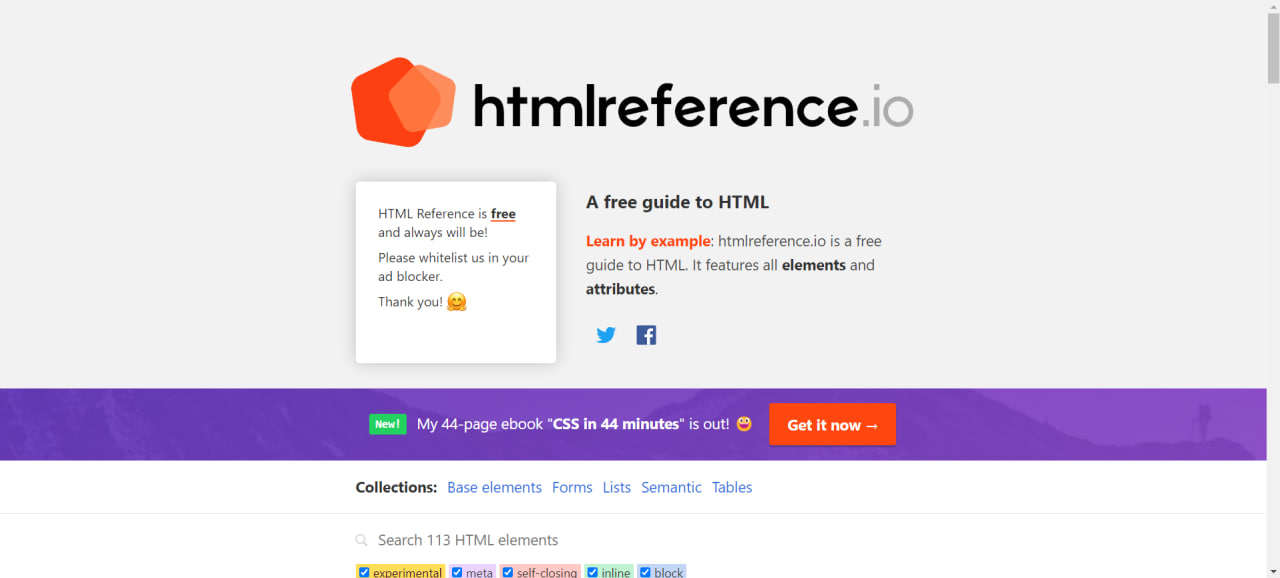 htmlreference.io
HTML Reference is free
and always will be!
Please whitelist us in your
ad blocker.
Thank you! 🤗
A free guide to HTML
Learn by example: htmlreference.io is a free
guide to HTML. It features all elements and
attributes.
New! My 44-page ebook "CSS in 44 minutes" is out! 😃 Get it now →
Collections: Base elements Forms Lists Semantic Tables
Search 113 HTML elements
experimental meta self-closing inline block